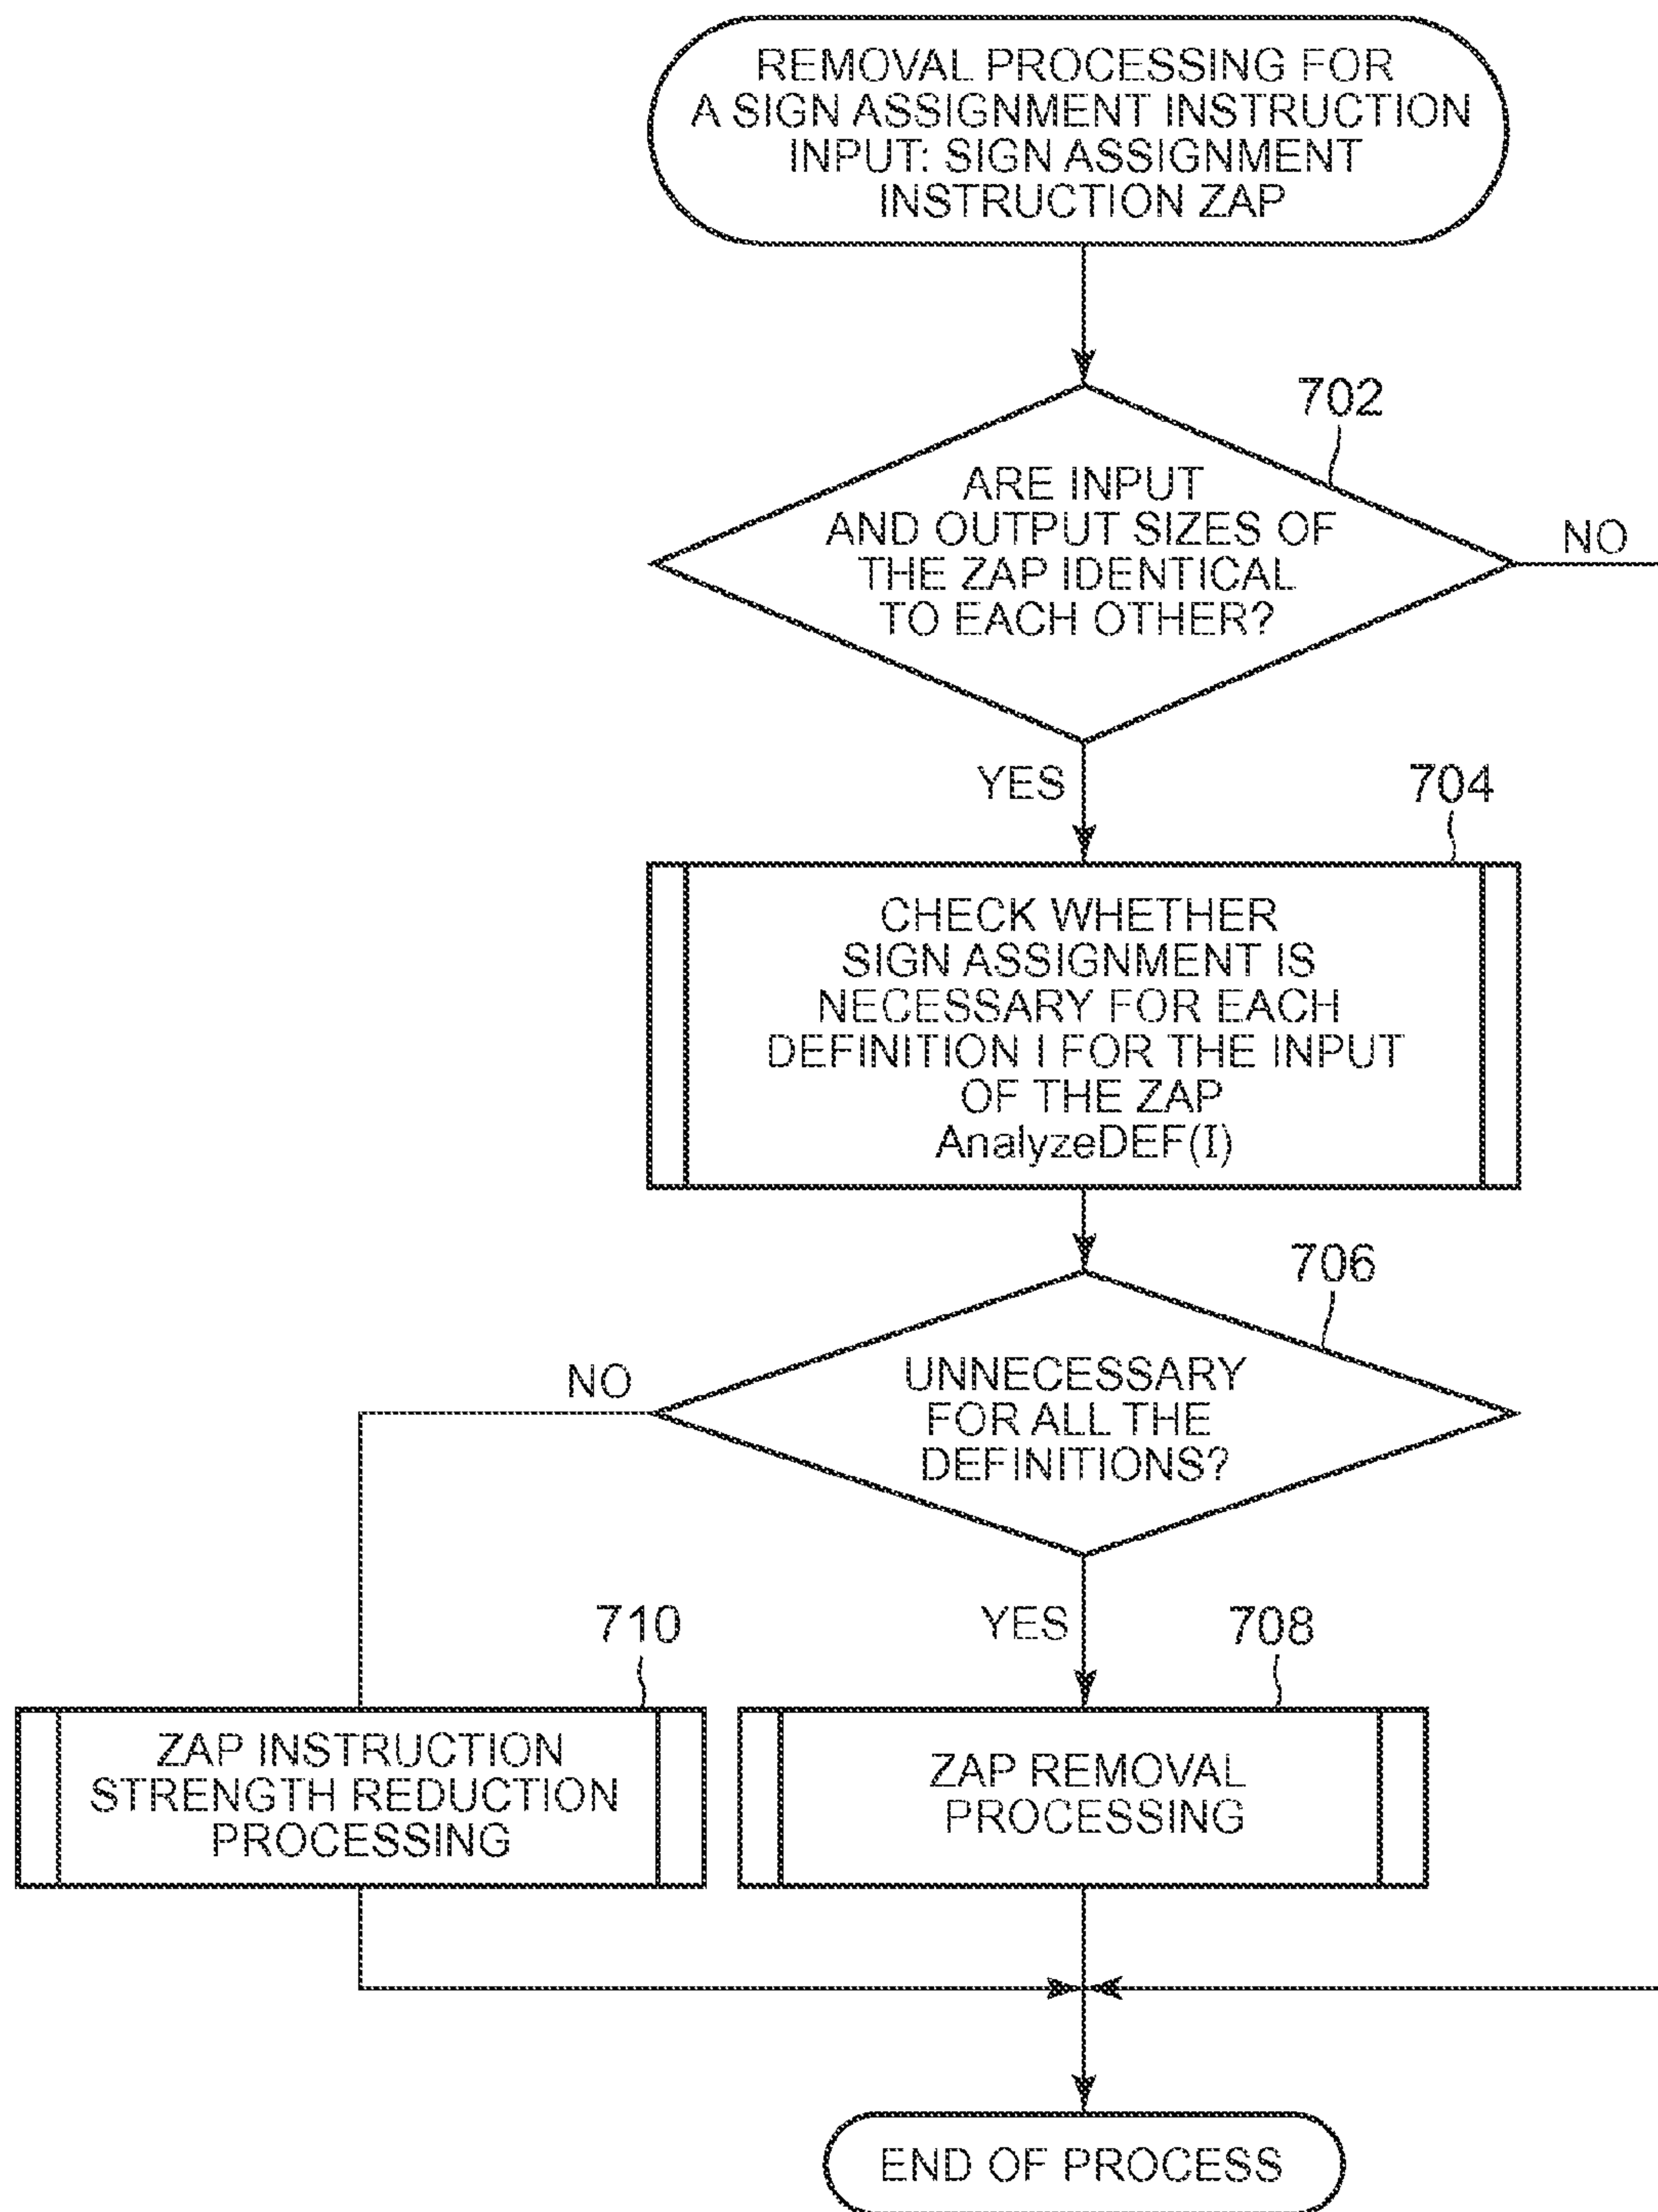 REMOVAL PROCESSING FOR
A SIGN ASSIGNMENT INSTRUCTION
INPUT: SIGN ASSIGNMENT
INSTRUCTION ZAP
702
ARE INPUT
AND OUTPUT SIZES OF
THE ZAP IDENTICAL
TO EACH OTHER?
NO
YES
704
CHECK WHETHER
SIGN ASSIGNMENT IS
NECESSARY FOR EACH
DEFINITION I FOR THE INPUT
OF THE ZAP
AnalyzeDEF(I)
706
UNNECESSARY
FOR ALL THE
DEFINITIONS?
NO
YES
710
708
ZAP INSTRUCTION
STRENGTH REDUCTION
PROCESSING
ZAP REMOVAL
PROCESSING
END OF PROCESS